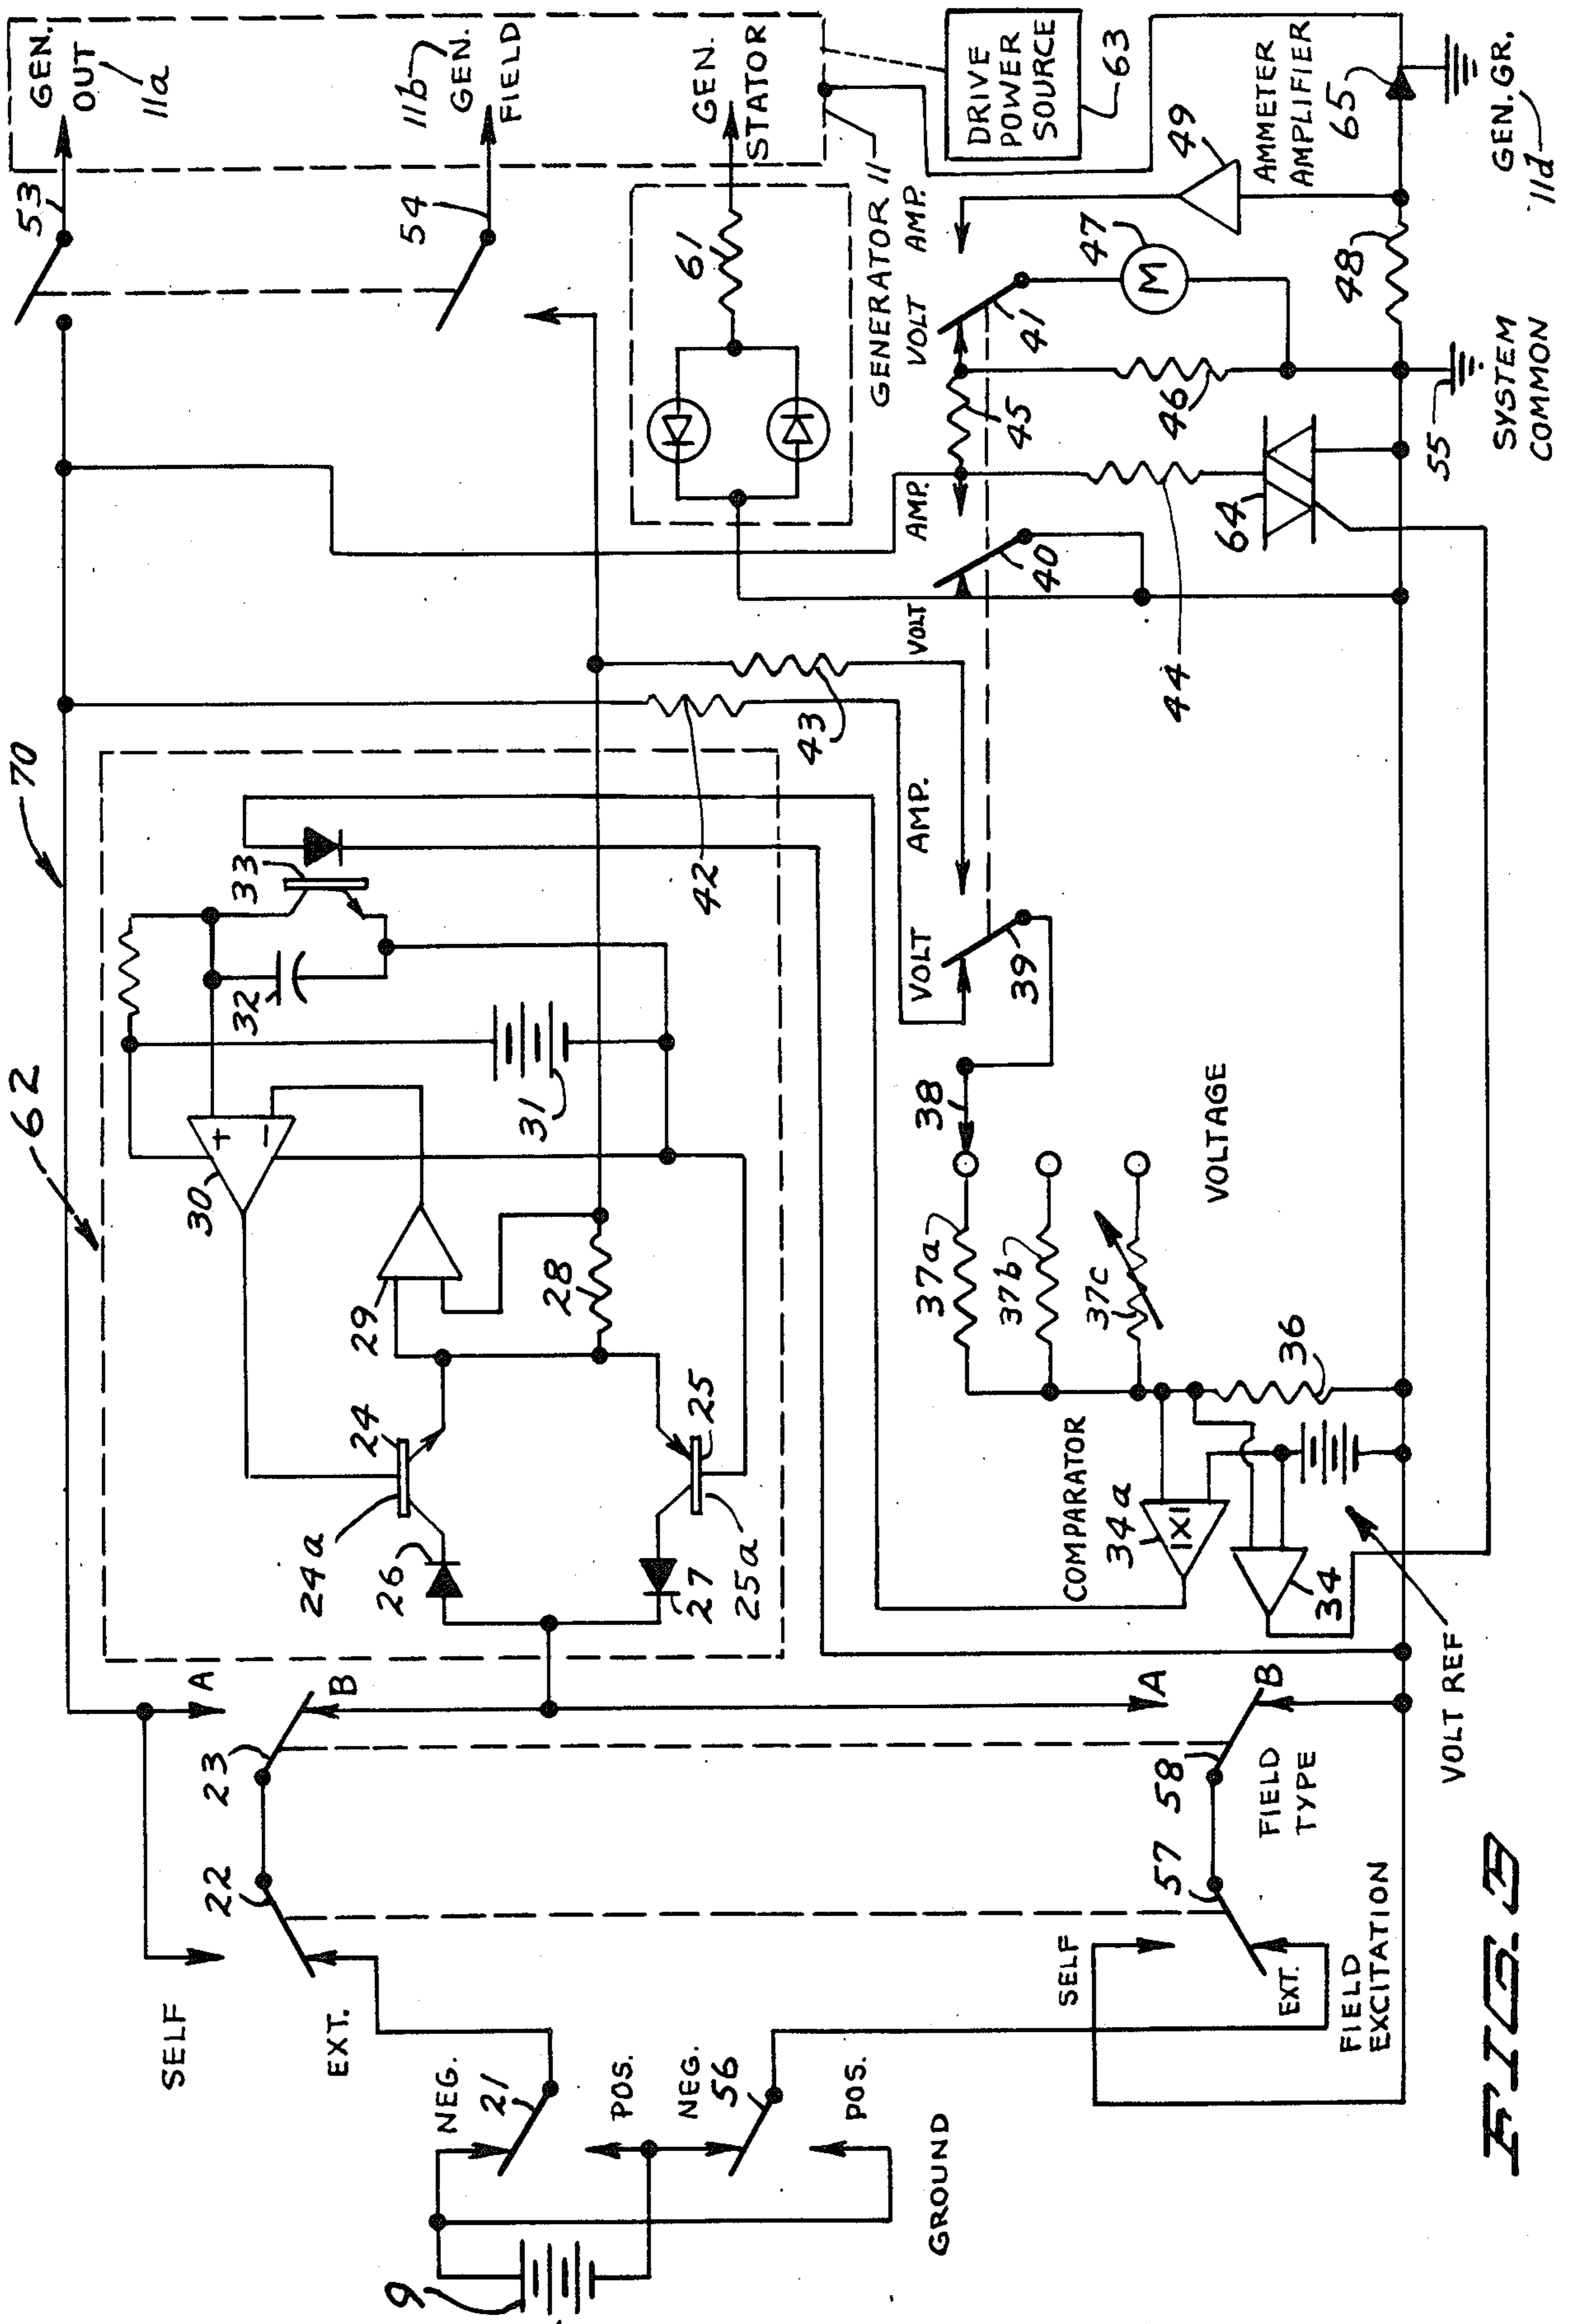 70
62
53
GEN.
OUT
11a
30
24a
24
26
29
28
27
25
25a
31
32
33
+
−
54
11b
GEN.
FIELD
SELF
EXT.
22
23
A
B
9
NEG.
21
POS.
NEG.
56
POS.
GROUND
42
43
61
GEN.
STATOR
GENERATOR 11
VOLT
AMP.
VOLT
AMP.
VOLT
AMP.
DRIVE
POWER
SOURCE
63
37a
37b
37c
38
39
40
45
41
47
M
49
AMMETER
AMPLIFIER
SELF
EXT.
57
58
A
B
FIELD
TYPE
FIELD
EXCITATION
COMPARATOR
34a
IXI
34
36
VOLTAGE
44
64
46
48
65
VOLT REF
55
SYSTEM
COMMON
GEN. GR.
11d
FIG. 3